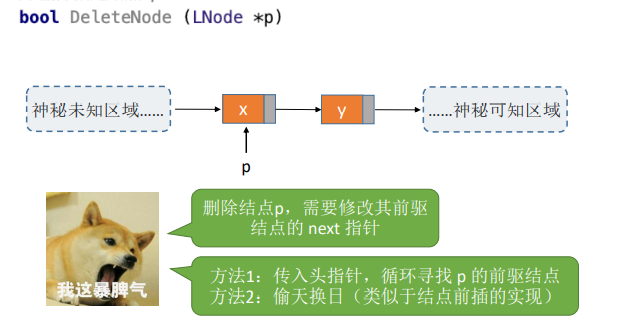 bool DeleteNode (LNode *p)
神秘未知区域……
x
y
……神秘可知区域
p
删除结点p，需要修改其前驱
结点的 next 指针
方法1：传入头指针，循环寻找 p 的前驱结点
方法2：偷天换日（类似于结点前插的实现）
我这暴脾气